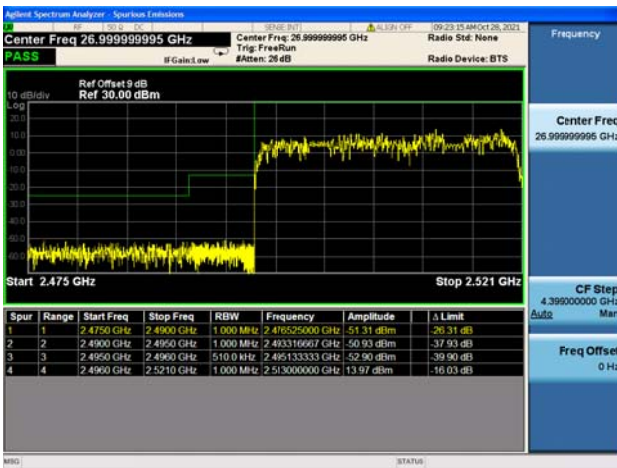 Agilent Spectrum Analyzer - Spurious Emissions
RF 50 Ω DC SENSE:INT ALIGN OFF 09:23:15 AM Oct 28, 2021
Center Freq 26.999999995 GHz
Center Freq: 26.999999995 GHz
Radio Std: None
Trig: FreeRun
PASS
IFGain:Low
#Atten: 26 dB
Radio Device: BTS
Ref Offset 9 dB
10 dB/div Ref 30.00 dBm
Log
20.0
10.0
0.00
10.0
20.0
30.0
40.0
50.0
60.0
Start 2.475 GHz
Stop 2.521 GHz
Spur Range Start Freq Stop Freq RBW Frequency Amplitude Δ Limit
1 1 2.4750 GHz 2.4900 GHz 1.000 MHz 2.476525000 GHz -51.31 dBm -26.31 dB
2 2 2.4900 GHz 2.4950 GHz 1.000 MHz 2.493316667 GHz -50.93 dBm -37.93 dB
3 3 2.4950 GHz 2.4960 GHz 510.0 kHz 2.495133333 GHz -52.90 dBm -39.90 dB
4 4 2.4960 GHz 2.5210 GHz 1.000 MHz 2.513000000 GHz 13.97 dBm -16.03 dB
MSG
STATUS
Frequency
Center Freq
26.999999995 GHz
CF Step
4.399000000 GHz
Auto Man
Freq Offset
0 Hz